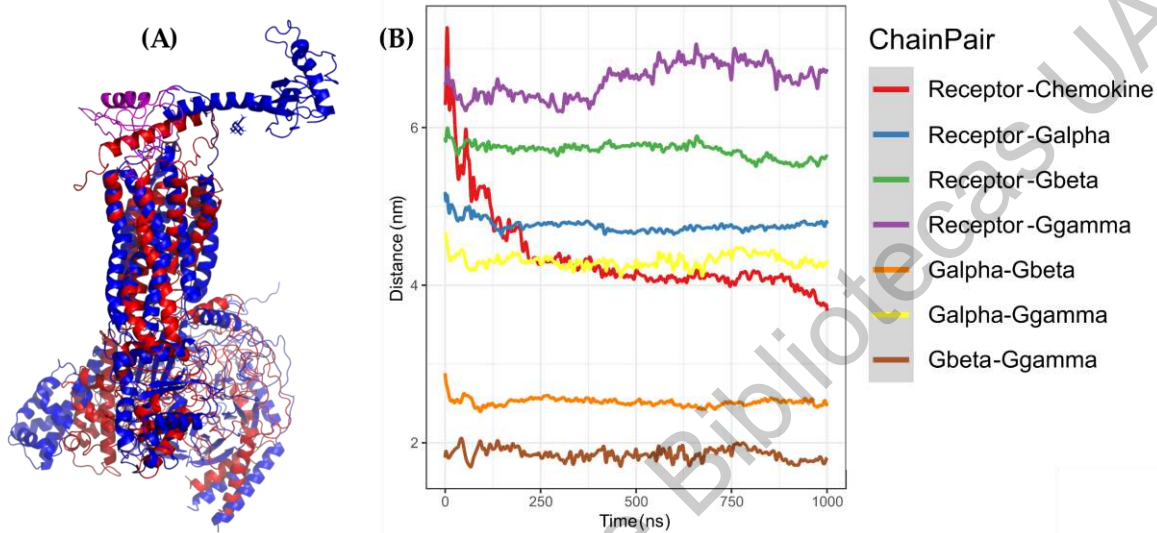 (A)
(B)
Distance (nm)
6
4
2
0
250
500
750
1000
Time(ns)
ChainPair
Receptor-Chemokine
Receptor-Galpha
Receptor-Gbeta
Receptor-Ggamma
Galpha-Gbeta
Galpha-Ggamma
Gbeta-Ggamma
Bibliotecas UA